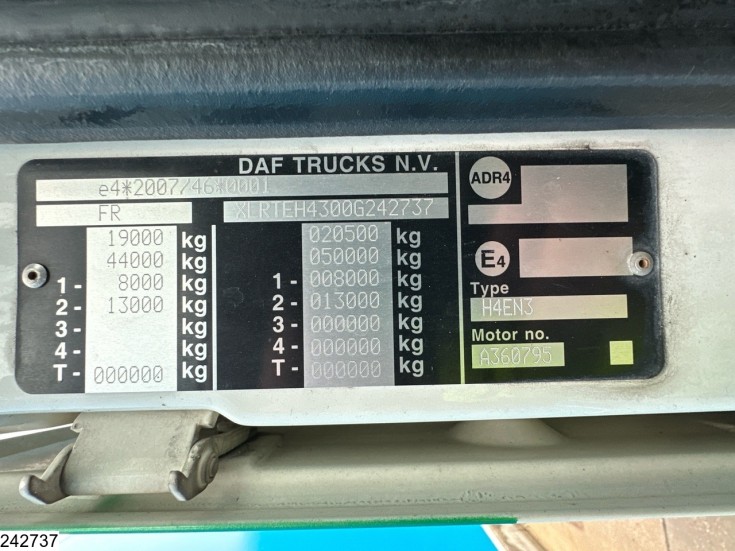 DAF TRUCKS N.V.
e4*2007/46*0001
FR XLRTEH4300G242737
19000 kg 020500 kg
44000 kg 050000 kg
1- 8000 kg 1- 008000 kg
2- 13000 kg 2- 013000 kg
3- kg 3- 000000 kg
4- kg 4- 000000 kg
T- 000000 kg T- 000000 kg
ADR4
E4
Type
H4EN3
Motor no.
A360795
242737